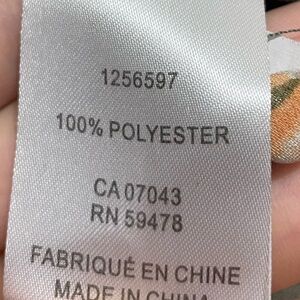 1256597
100% POLYESTER
CA 07043
RN 59478
FABRIQUÉ EN CHINE
MADE IN CHINA